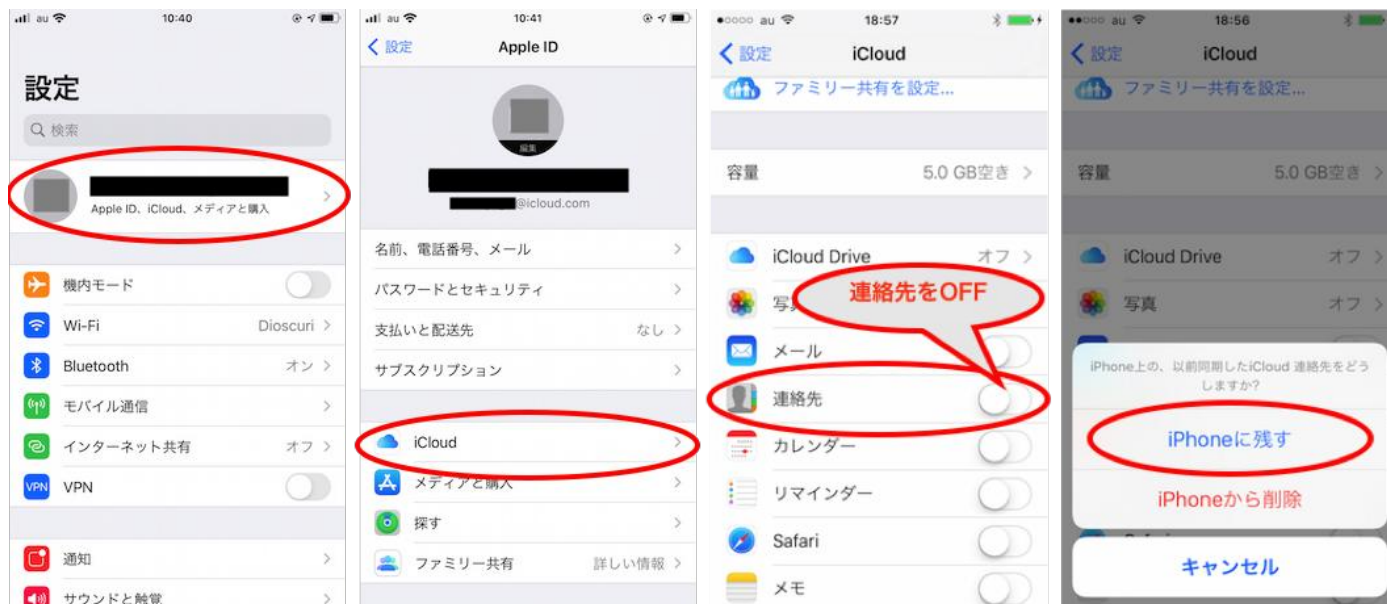 au
10:40
設定
検索
Apple ID、iCloud、メディアと購入
機内モード
Wi-Fi
Dioscuri
Bluetooth
オン
モバイル通信
インターネット共有
オフ
VPN
VPN
通知
サウンドと触覚
au
10:41
設定
Apple ID
編集
@icloud.com
名前、電話番号、メール
パスワードとセキュリティ
支払いと配送先
なし
サブスクリプション
iCloud
メディアと購入
探す
ファミリー共有
詳しい情報
au
18:57
設定
iCloud
ファミリー共有を設定...
容量
5.0 GB空き
iCloud Drive
オフ
連絡先をOFF
メール
連絡先
カレンダー
リマインダー
Safari
メモ
au
18:56
設定
iCloud
ファミリー共有を設定...
容量
5.0 GB空き
iCloud Drive
オフ
写真
オフ
iPhone上の、以前同期したiCloud 連絡先をどう
しますか?
iPhoneに残す
iPhoneから削除
キャンセル